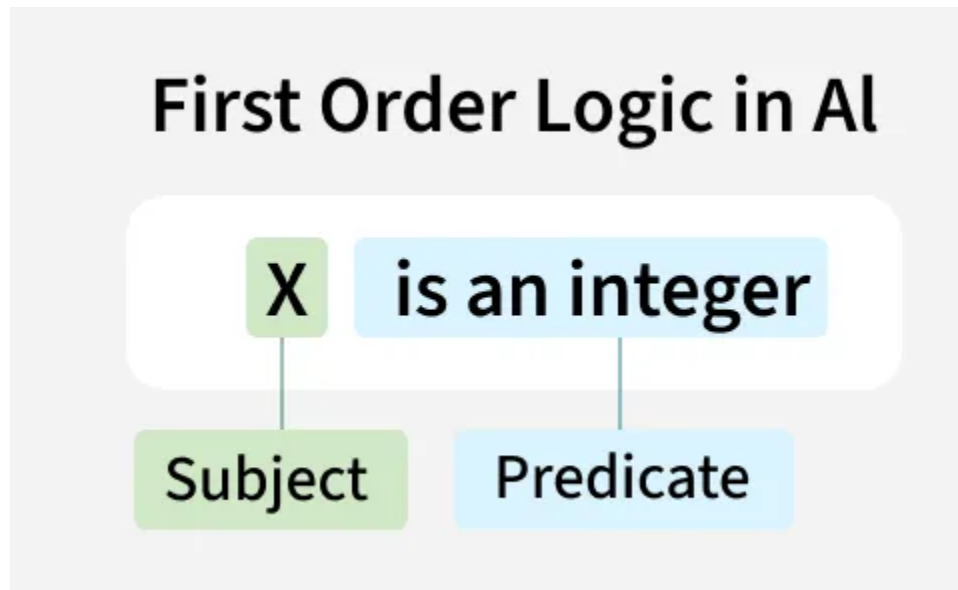 First Order Logic in AI
X is an integer
Subject Predicate